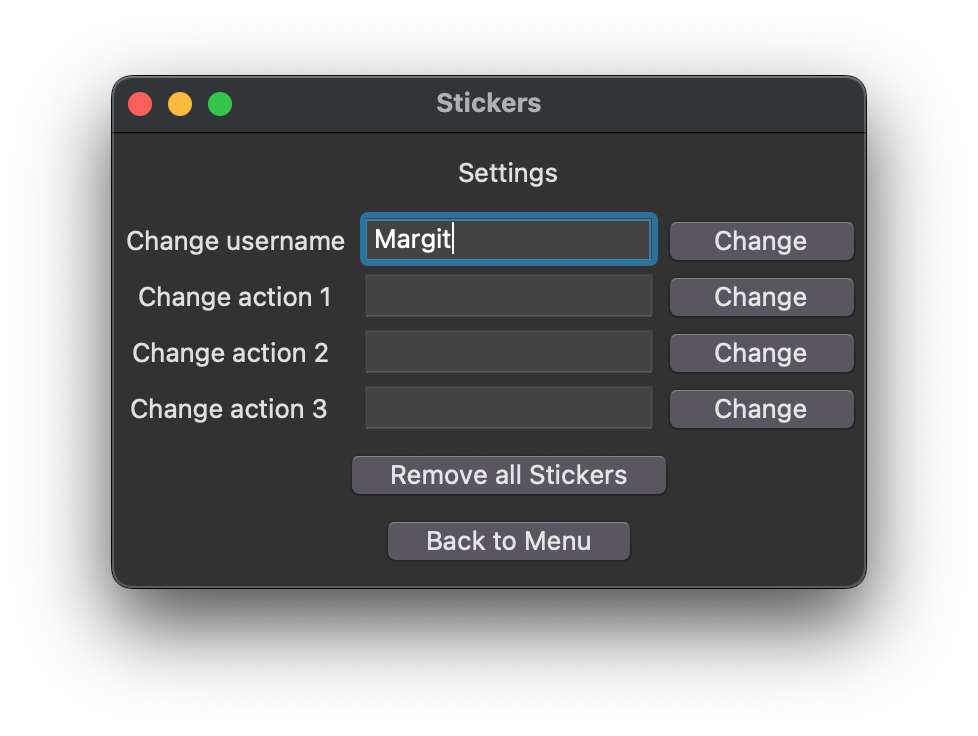 Stickers
Settings
Change username Margit Change
Change action 1 Change
Change action 2 Change
Change action 3 Change
Remove all Stickers
Back to Menu